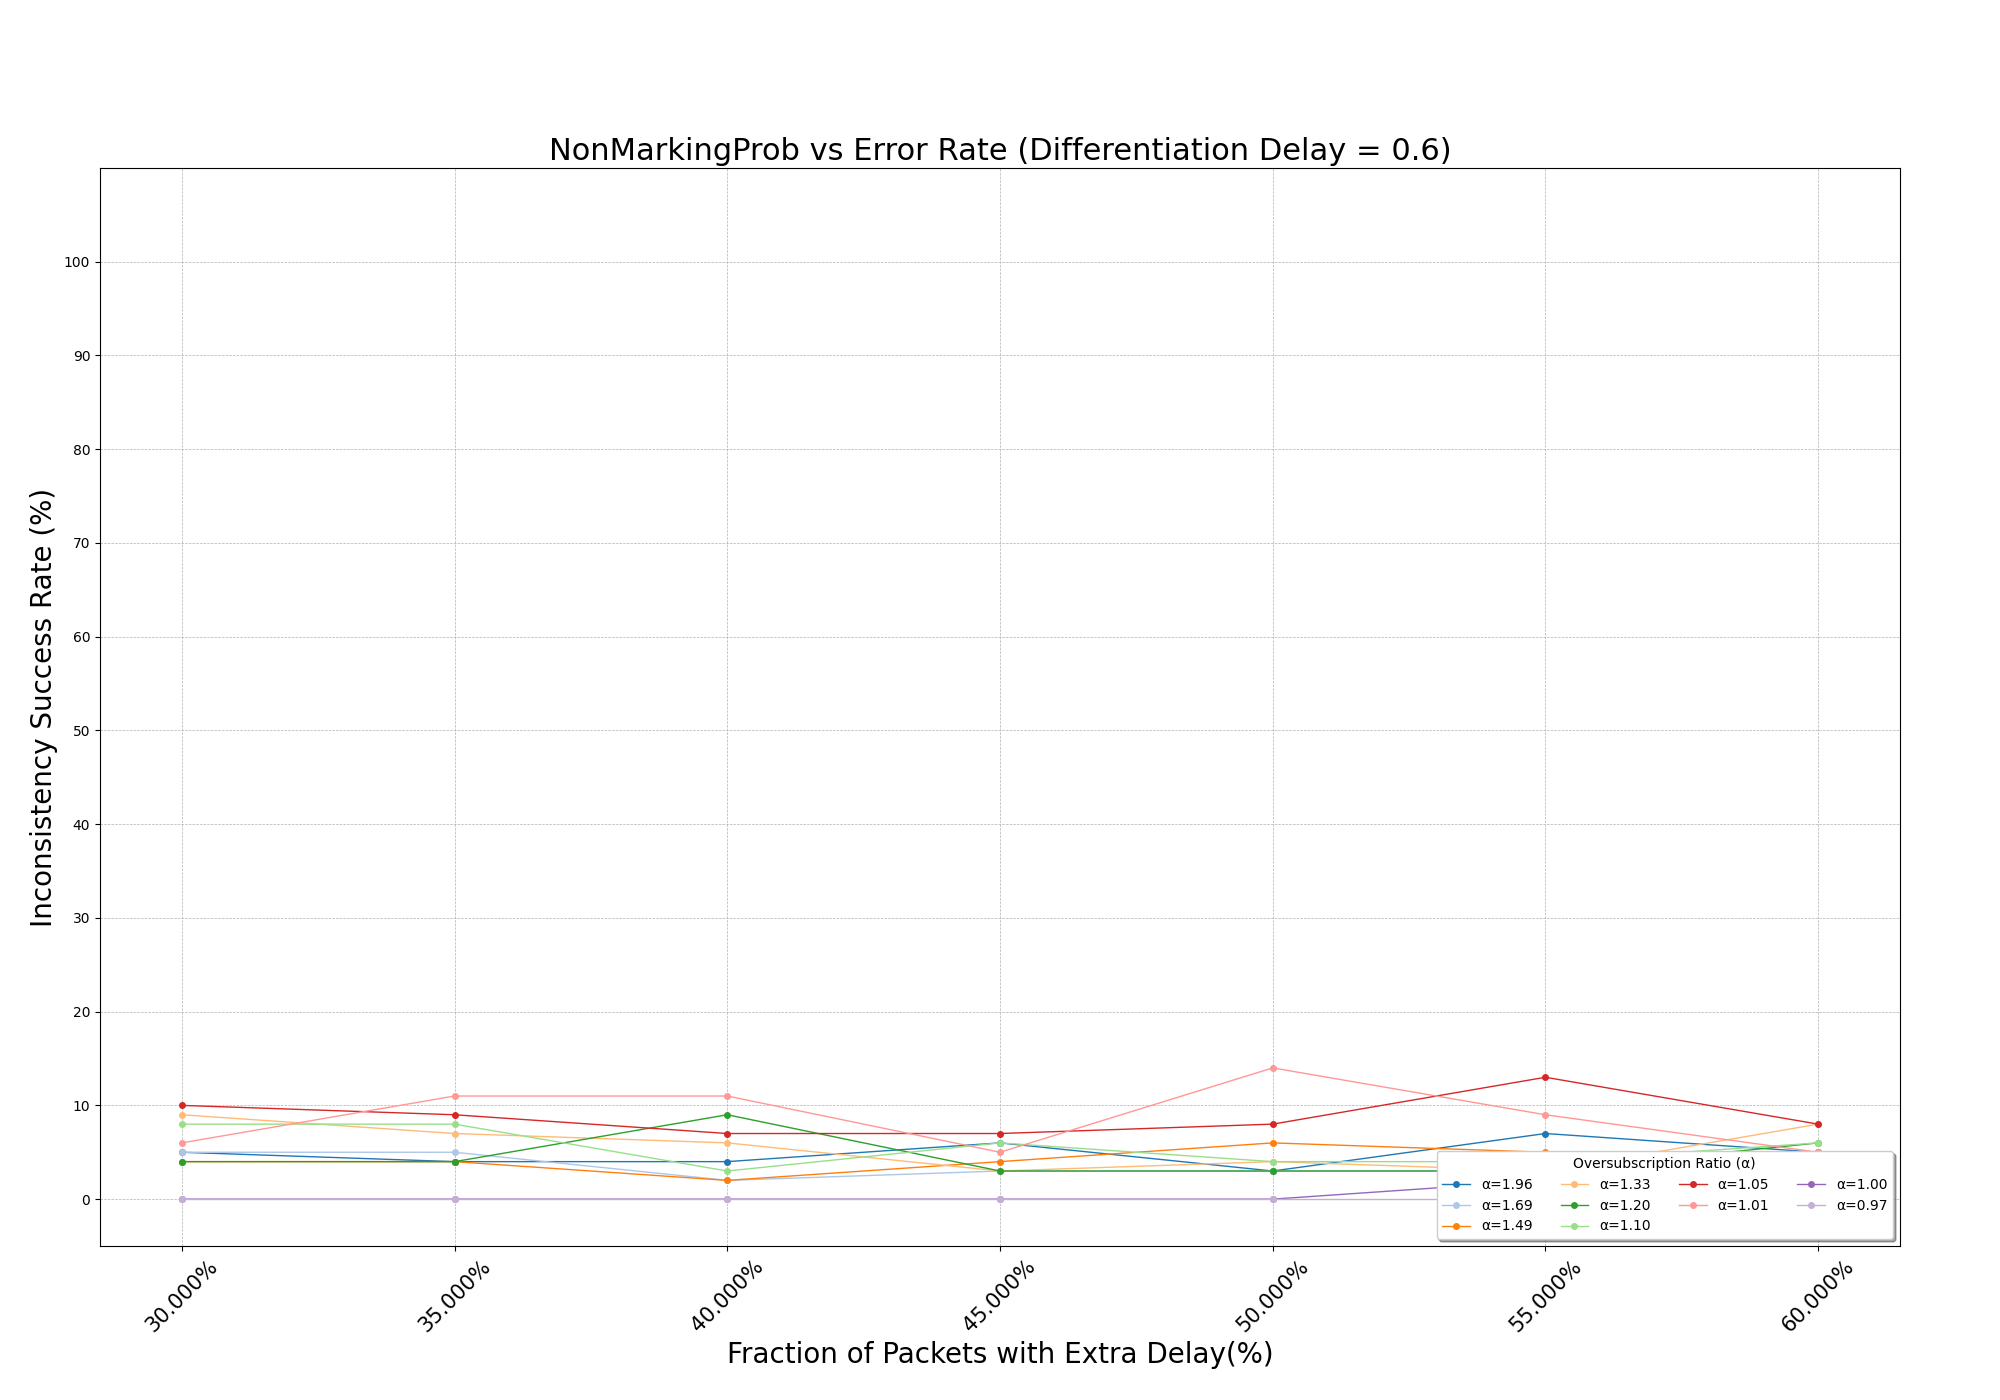 NonMarkingProb vs Error Rate (Differentiation Delay = 0.6)
Inconsistency Success Rate (%)
100
90
80
70
60
50
40
30
20
10
0
Oversubscription Ratio (α)
α=1.96 α=1.33 α=1.05 α=1.00
α=1.69 α=1.20 α=1.01 α=0.97
α=1.49 α=1.10
30.000% 35.000% 40.000% 45.000% 50.000% 55.000% 60.000%
Fraction of Packets with Extra Delay(%)